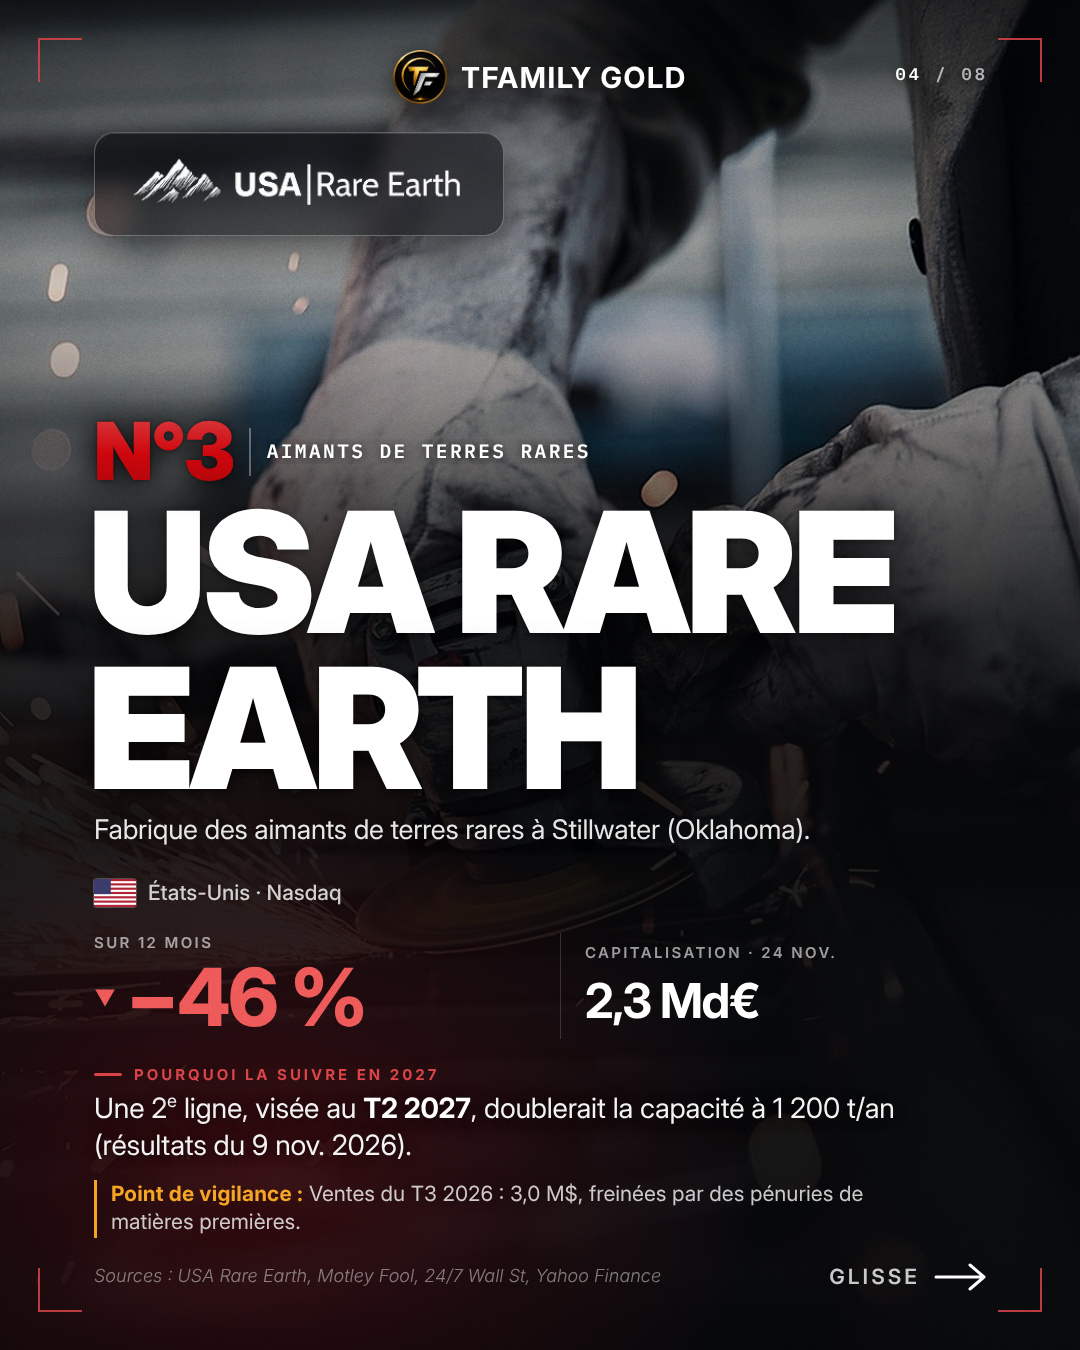 TFAMILY GOLD
04 / 08
USA|Rare Earth
N°3
AIMANTS DE TERRES RARES
USA RARE
EARTH
Fabrique des aimants de terres rares à Stillwater (Oklahoma).
États-Unis · Nasdaq
SUR 12 MOIS
▼ −46 %
CAPITALISATION · 24 NOV.
2,3 Md€
POURQUOI LA SUIVRE EN 2027
Une 2e ligne, visée au T2 2027, doublerait la capacité à 1 200 t/an
(résultats du 9 nov. 2026).
Point de vigilance : Ventes du T3 2026 : 3,0 M$, freinées par des pénuries de
matières premières.
Sources : USA Rare Earth, Motley Fool, 24/7 Wall St, Yahoo Finance
GLISSE →